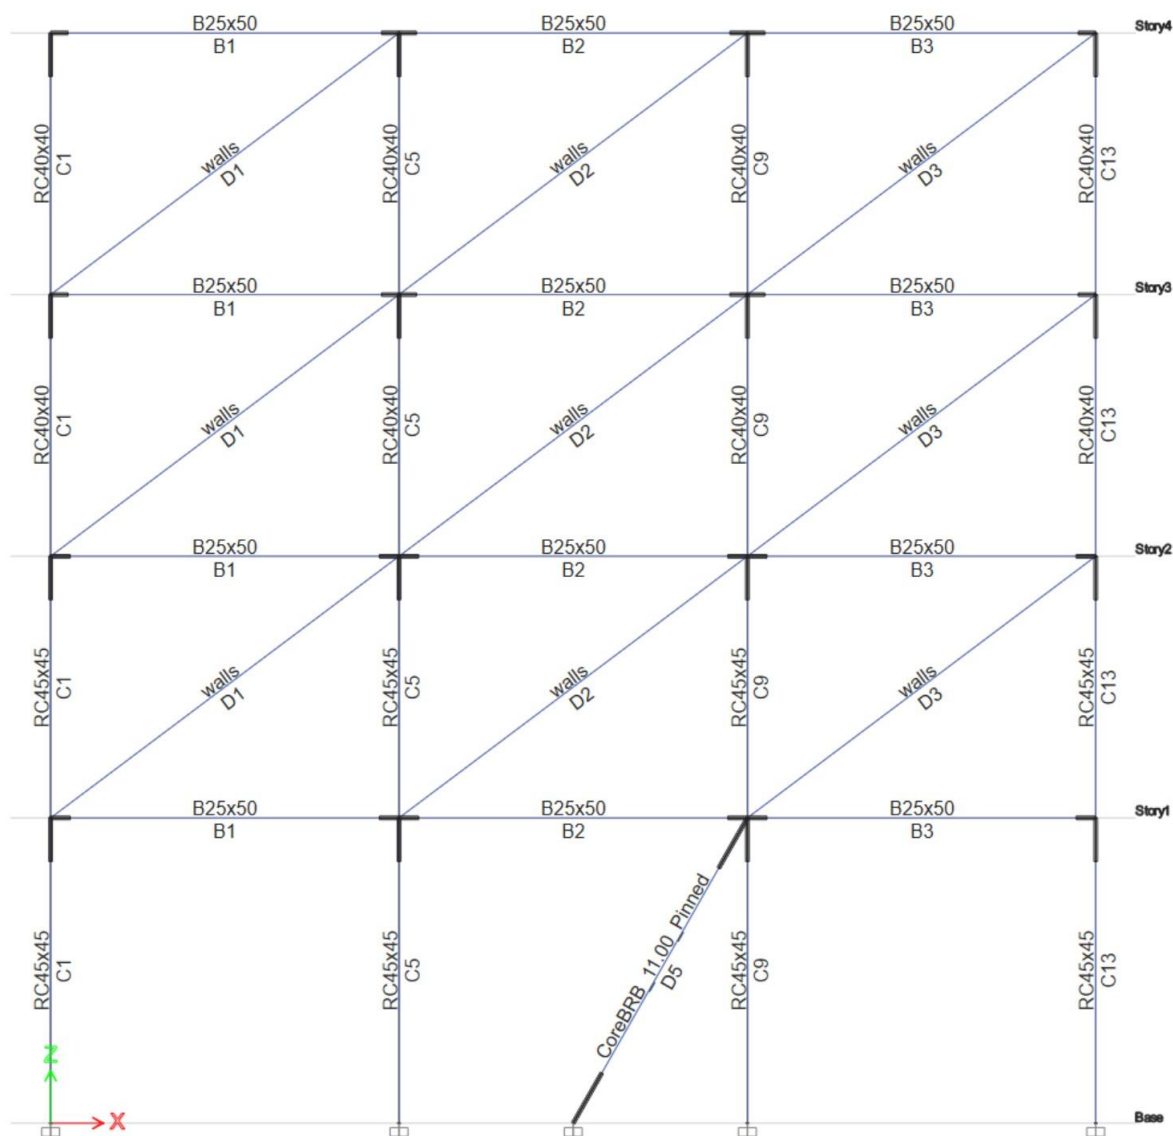 B25x50 B25x50 B25x50 Story4
B1 B2 B3
RC40x40 C1 walls D1 RC40x40 C5 walls D2 RC40x40 C9 walls D3 RC40x40 C13
B25x50 B25x50 B25x50 Story3
B1 B2 B3
RC40x40 C1 walls D1 RC40x40 C5 walls D2 RC40x40 C9 walls D3 RC40x40 C13
B25x50 B25x50 B25x50 Story2
B1 B2 B3
RC45x45 C1 walls D1 RC45x45 C5 walls D2 RC45x45 C9 walls D3 RC45x45 C13
B25x50 B25x50 B25x50 Story1
B1 B2 B3
RC45x45 C1 RC45x45 C5 CoreBRB_11.00_Pinned D5 RC45x45 C9 RC45x45 C13
Z
X
Base